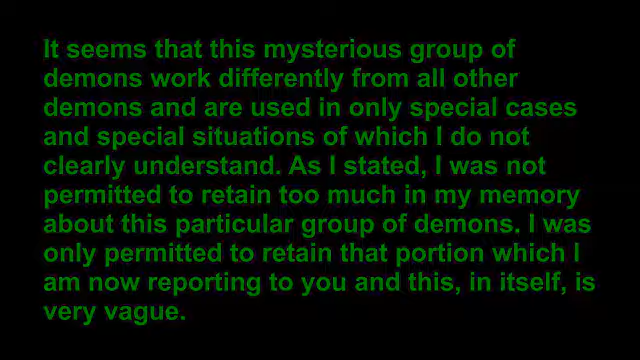 It seems that this mysterious group of
demons work differently from all other
demons and are used in only special cases
and special situations of which I do not
clearly understand. As I stated, I was not
permitted to retain too much in my memory
about this particular group of demons. I was
only permitted to retain that portion which I
am now reporting to you and this, in itself, is
very vague.